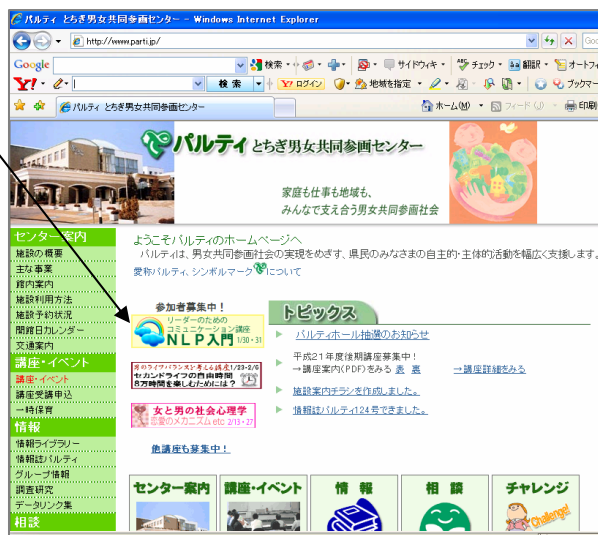 パルティ とちぎ男女共同参画センター - Windows Internet Explorer
http://www.parti.jp/
Google 検索 サイドウィキ チェック 翻訳 オートフィ
Y! 検索 Y!ログイン 地域を指定 ブックマー
パルティ とちぎ男女共同参画センター ホーム(M) フィード(J) 印刷
パルティ とちぎ男女共同参画センター
家庭も仕事も地域も、
みんなで支え合う男女共同参画社会
センター案内
施設の概要
主な事業
館内案内
施設利用方法
施設予約状況
開館日カレンダー
交通案内
講座・イベント
講座・イベント
講座受講申込
一時保育
情報
情報ライブラリー
情報誌パルティ
グループ情報
調査研究
データリンク集
相談
ようこそパルティのホームページへ
パルティは、男女共同参画社会の実現をめざす、県民のみなさまの自主的・主体的活動を幅広く支援します。
愛称パルティ、シンボルマークについて
参加者募集中!
リーダーのための
コミュニケーション講座
NLP入門 1/30・31
男のライフバランスを考える講座1/23-2/6
セカンドライフの自由時間
8万時間を楽しむためには?
女と男の社会心理学
恋愛のメカニズム etc 2/13・27
他講座も募集中!
トピックス
パルティホール抽選のお知らせ
平成21年度後期講座募集中!
→講座案内(PDF)をみる 表 裏 →講座詳細をみる
施設案内チラシを作成しました。
情報誌パルティ124号できました。
センター案内 講座・イベント 情報 相談 チャレンジ
Challenge!